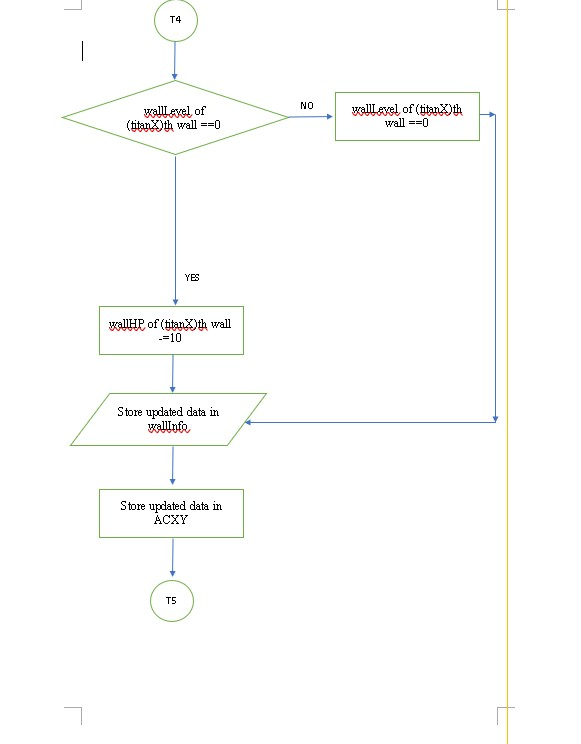 T4
wallLevel of
(titanX)th wall ==0
NO
wallLevel of (titanX)th
wall ==0
YES
wallHP of (titanX)th wall
-=10
Store updated data in
wallInfo
Store updated data in
ACXY
T5